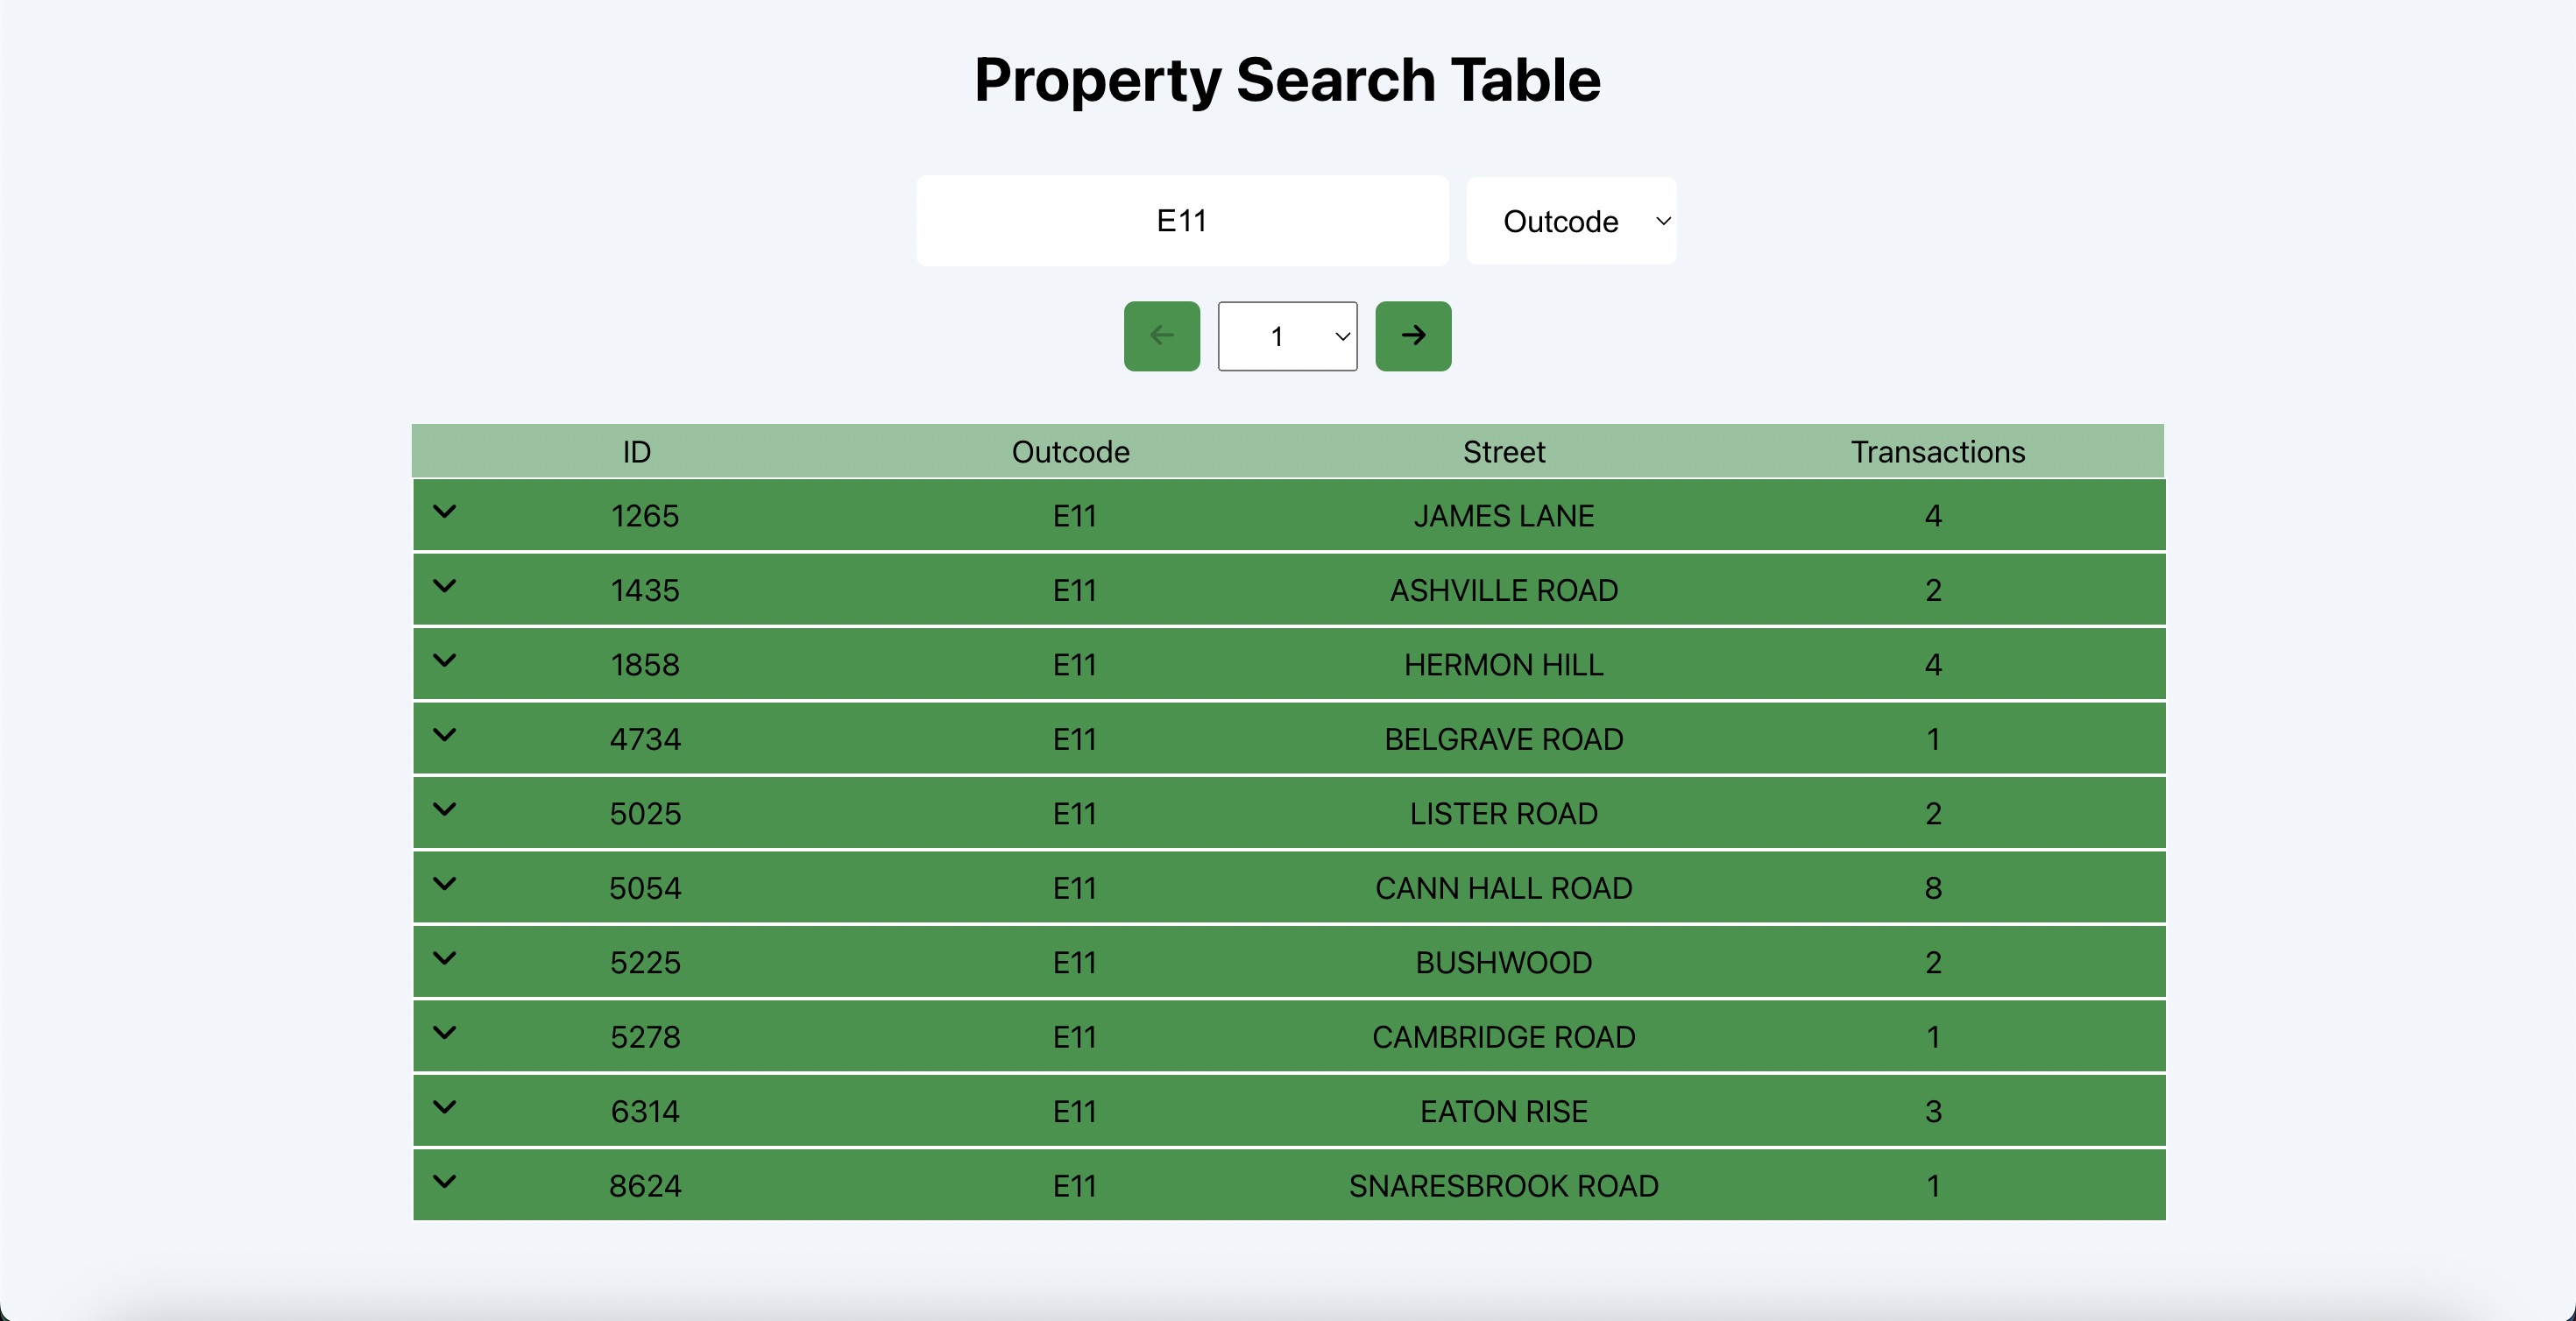 Property Search Table
E11 Outcode
1
ID Outcode Street Transactions
1265 E11 JAMES LANE 4
1435 E11 ASHVILLE ROAD 2
1858 E11 HERMON HILL 4
4734 E11 BELGRAVE ROAD 1
5025 E11 LISTER ROAD 2
5054 E11 CANN HALL ROAD 8
5225 E11 BUSHWOOD 2
5278 E11 CAMBRIDGE ROAD 1
6314 E11 EATON RISE 3
8624 E11 SNARESBROOK ROAD 1